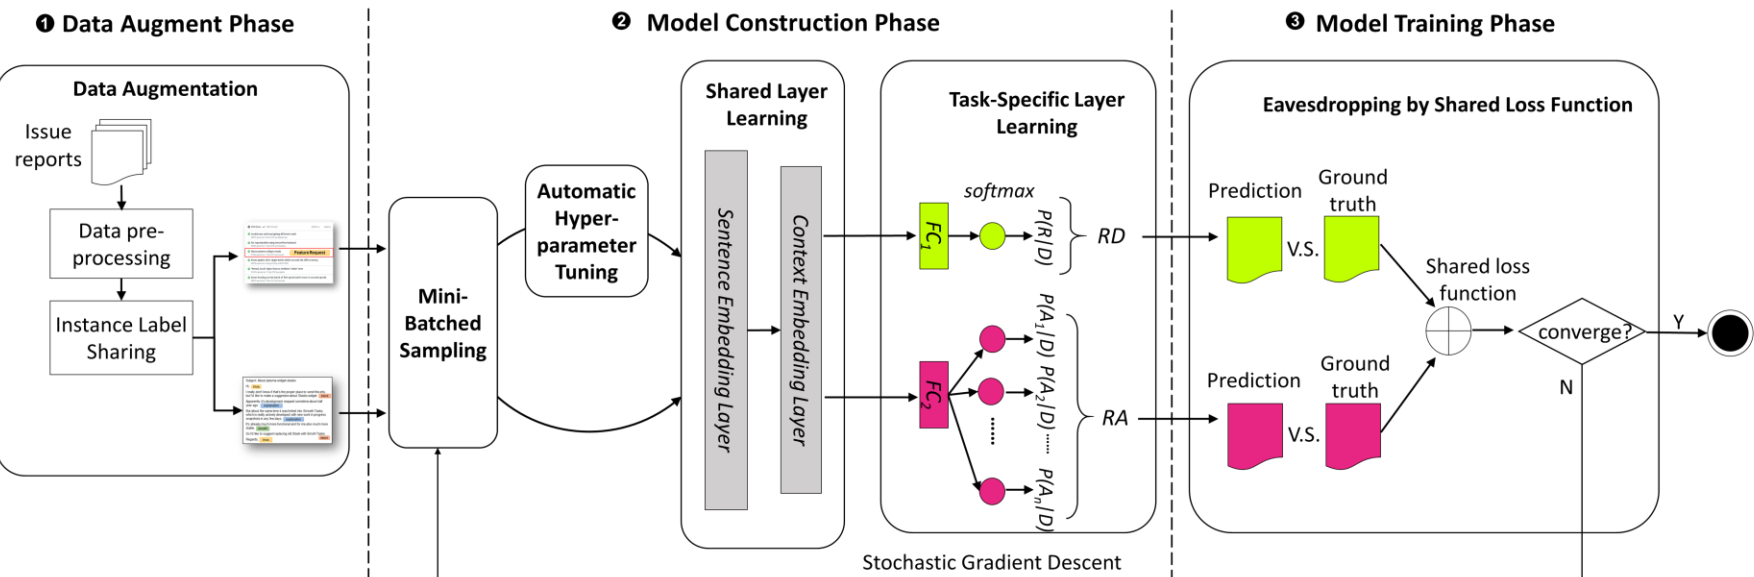 ❶ Data Augment Phase
❷ Model Construction Phase
❸ Model Training Phase
Data Augmentation
Issue
reports
Data pre-
processing
Instance Label
Sharing
Feature Request
Mini-
Batched
Sampling
Automatic
Hyper-
parameter
Tuning
Shared Layer
Learning
Sentence Embedding Layer
Context Embedding Layer
Task-Specific Layer
Learning
softmax
FC₁
P(R|D)
RD
FC₂
P(A₁|D)
P(A₂|D)
......
......
P(Aₙ|D)
RA
Stochastic Gradient Descent
Eavesdropping by Shared Loss Function
Prediction
Ground
truth
V.S.
Prediction
Ground
truth
V.S.
Shared loss
function
converge?
Y
N